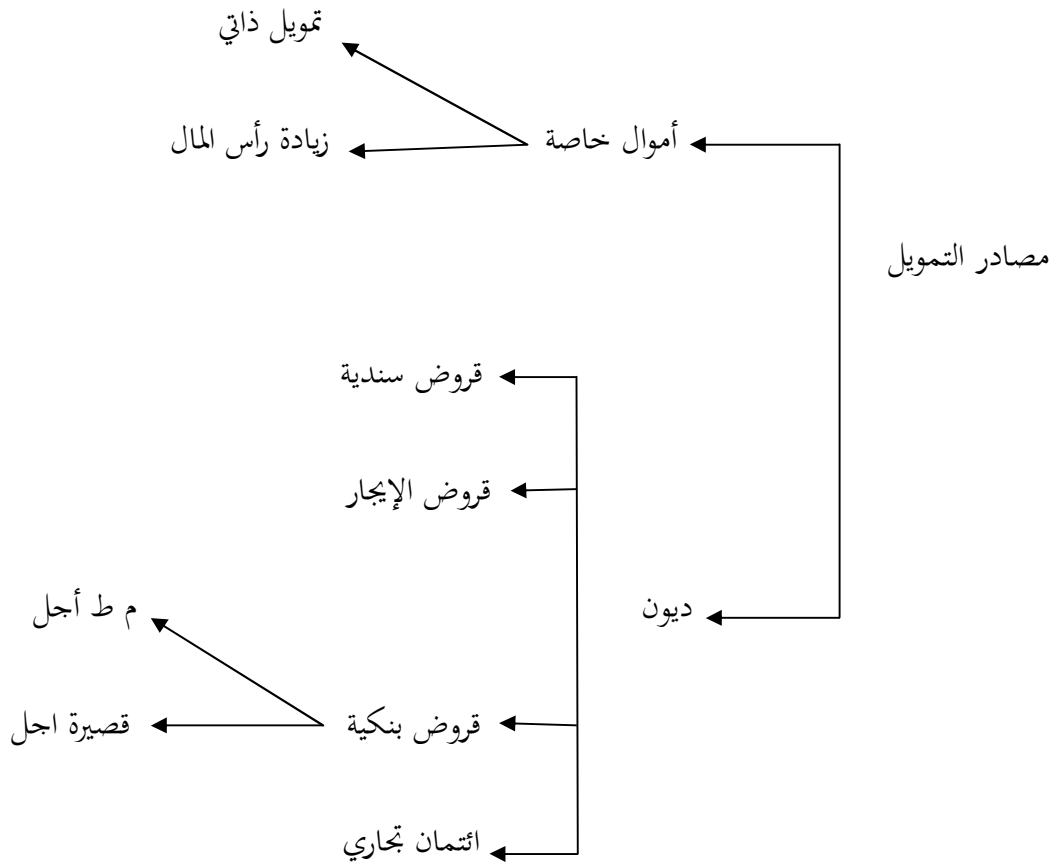 تمويل ذاتي
أموال خاصة
زيادة رأس المال
مصادر التمويل
قروض سندية
قروض الإيجار
ديون
م ط أجل
قروض بنكية
قصيرة اجل
ائتمان تجاري